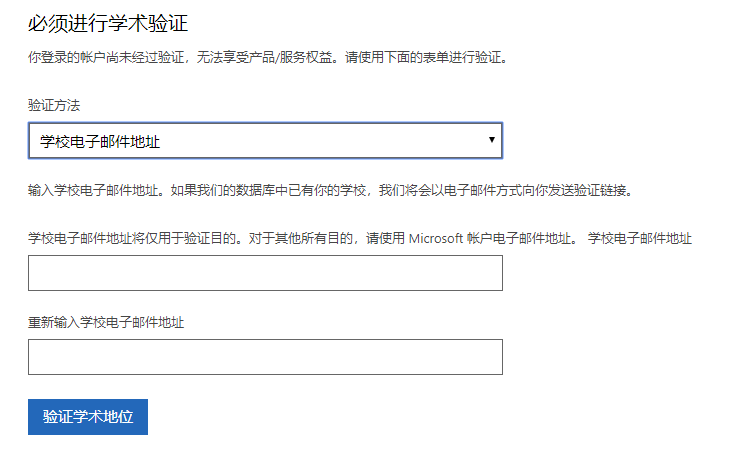 必须进行学术验证
你登录的帐户尚未经过验证，无法享受产品/服务权益。请使用下面的表单进行验证。
验证方法
学校电子邮件地址
输入学校电子邮件地址。如果我们的数据库中已有你的学校，我们将会以电子邮件方式向你发送验证链接。
学校电子邮件地址将仅用于验证目的。对于其他所有目的，请使用 Microsoft 帐户电子邮件地址。 学校电子邮件地址
重新输入学校电子邮件地址
验证学术地位